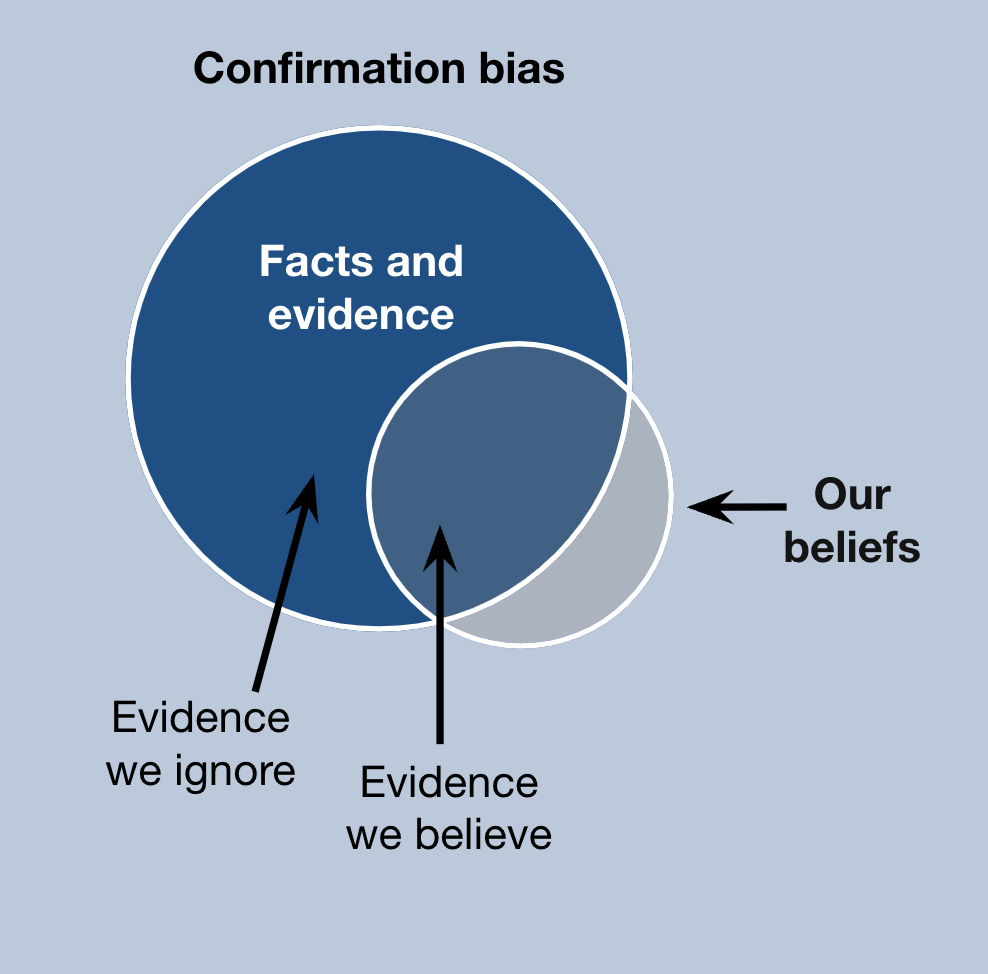 Confirmation bias
Facts and
evidence
Our
beliefs
Evidence
we ignore
Evidence
we believe